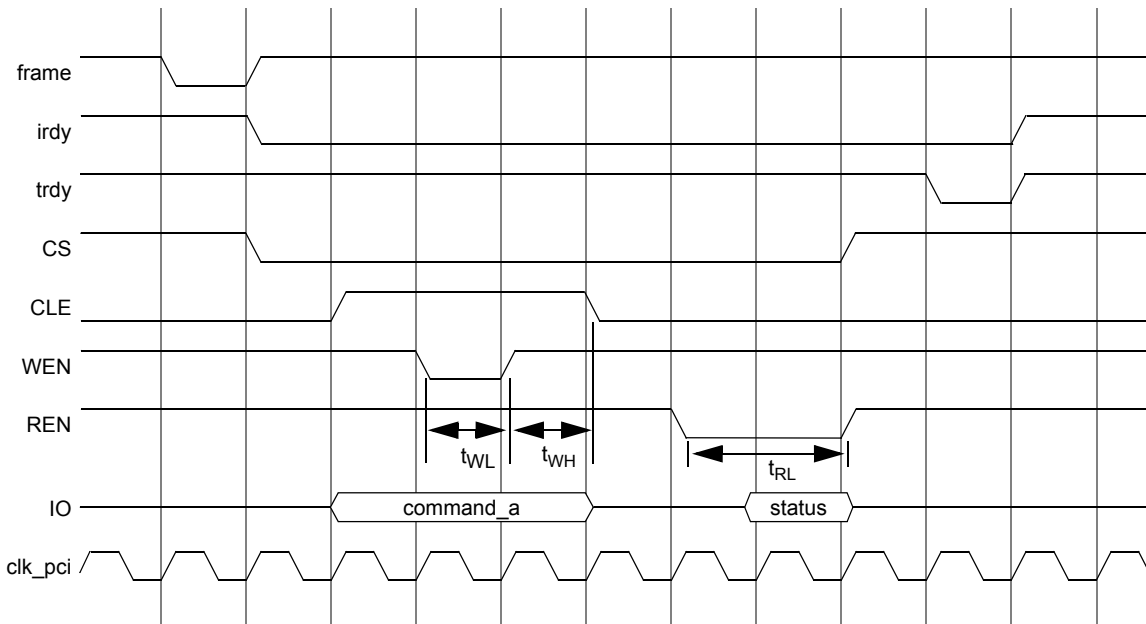 frame
irdy
trdy
CS
CLE
WEN
REN
tWL tWH tRL
IO command_a status
clk_pci